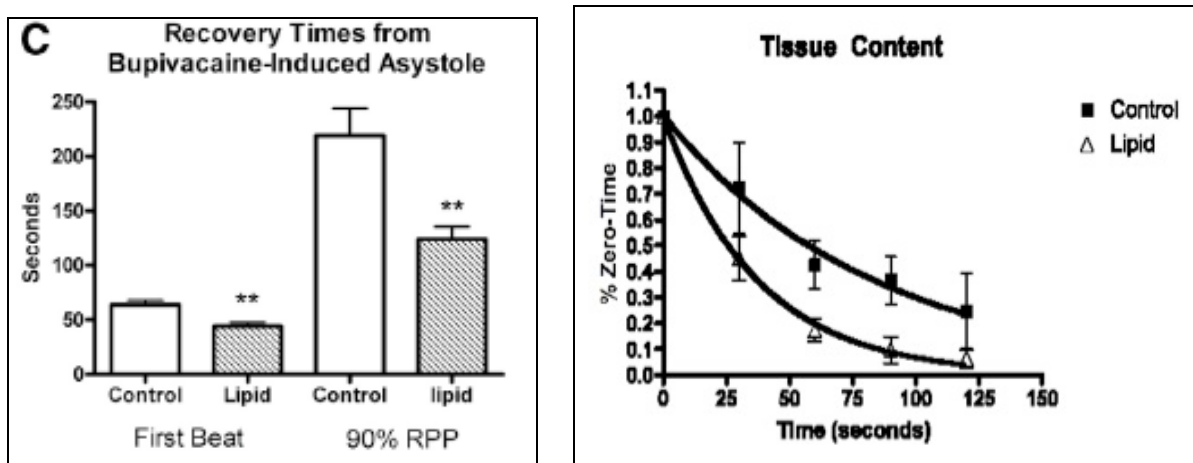 C
Recovery Times from
Bupivacaine-Induced Asystole
250
200
150
100
50
0
Seconds
**
**
Control Lipid Control lipid
First Beat 90% RPP
Tissue Content
1.1
1.0
0.9
0.8
0.7
0.6
0.5
0.4
0.3
0.2
0.1
0.0
% Zero-Time
0 25 50 75 100 125 150
Time (seconds)
Control
Lipid